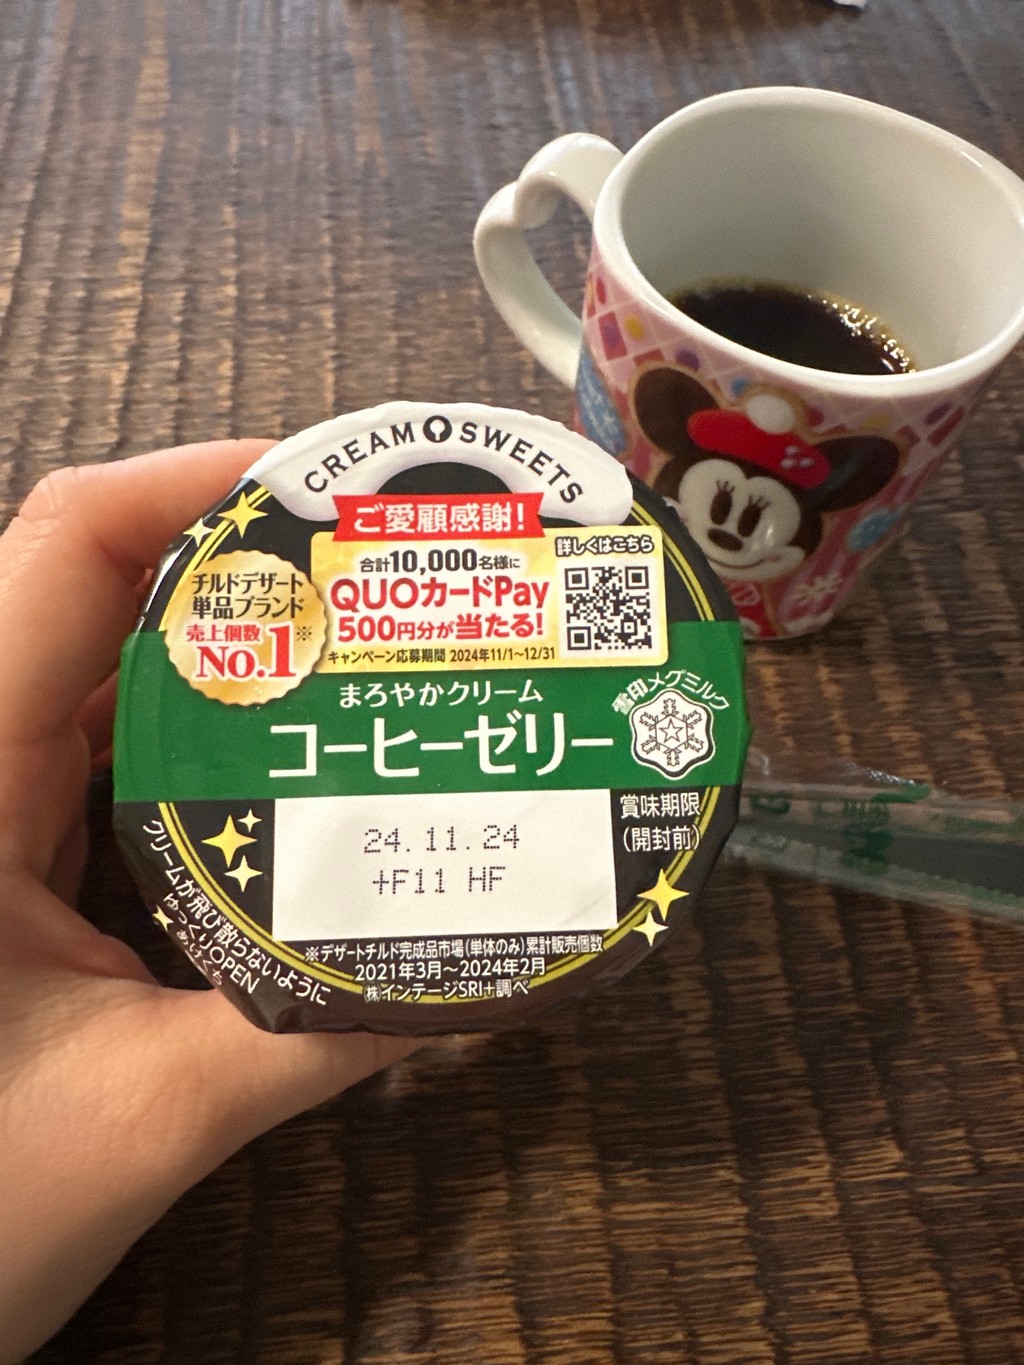 CREAM SWEETS
ご愛顧感謝!
合計10,000名様に
QUOカードPay
500円分が当たる!
キャンペーン応募期間 2024年11/1~12/31
詳しくはこちら
チルドデザート
単品ブランド
売上個数
No.1※
まろやかクリーム
コーヒーゼリー
雪印メグミルク
賞味期限
(開封前)
24.11.24
+F11 HF
※デザートチルド完成品市場(単体のみ)累計販売個数
2021年3月~2024年2月
㈱インテージSRI+調べ
クリームが飛び散らないように
ゆっくりOPEN
あけくち